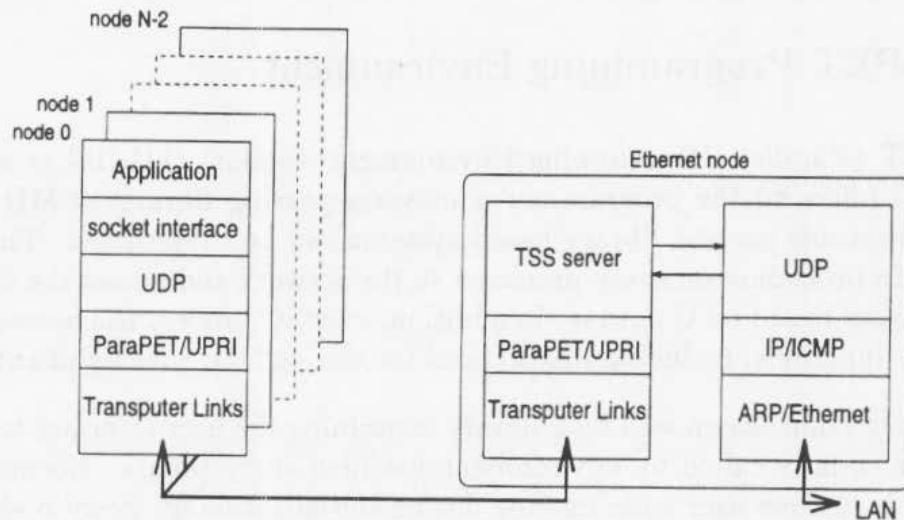 node N-2
node 1
node 0
Application
socket interface
UDP
ParaPET/UPRI
Transputer Links
Ethernet node
TSS server
ParaPET/UPRI
Transputer Links
UDP
IP/ICMP
ARP/Ethernet
LAN